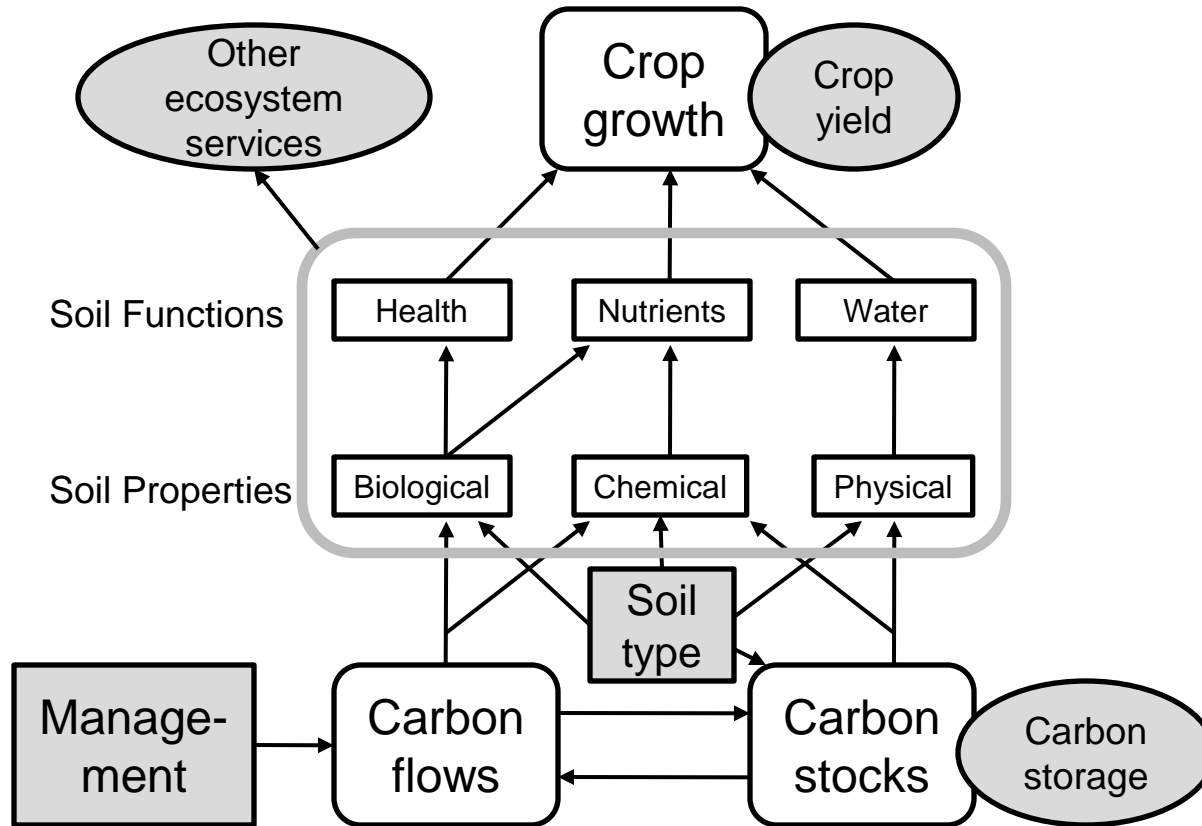 Other
ecosystem
services
Crop
growth
Crop
yield
Soil Functions
Health
Nutrients
Water
Soil Properties
Biological
Chemical
Physical
Soil
type
Manage-
ment
Carbon
flows
Carbon
stocks
Carbon
storage